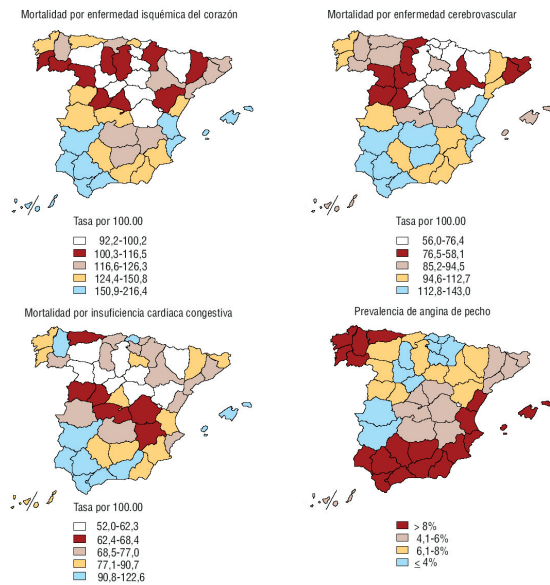 Mortalidad por enfermedad isquémica del corazón
Tasa por 100.00
92,2-100,2
100,3-116,5
116,6-126,3
124,4-150,8
150,9-216,4
Mortalidad por enfermedad cerebrovascular
Tasa por 100.00
56,0-76,4
76,5-58,1
85,2-94,5
94,6-112,7
112,8-143,0
Mortalidad por insuficiencia cardiaca congestiva
Tasa por 100.00
52,0-62,3
62,4-68,4
68,5-77,0
77,1-90,7
90,8-122,6
Prevalencia de angina de pecho
> 8%
4,1-6%
6,1-8%
≤ 4%